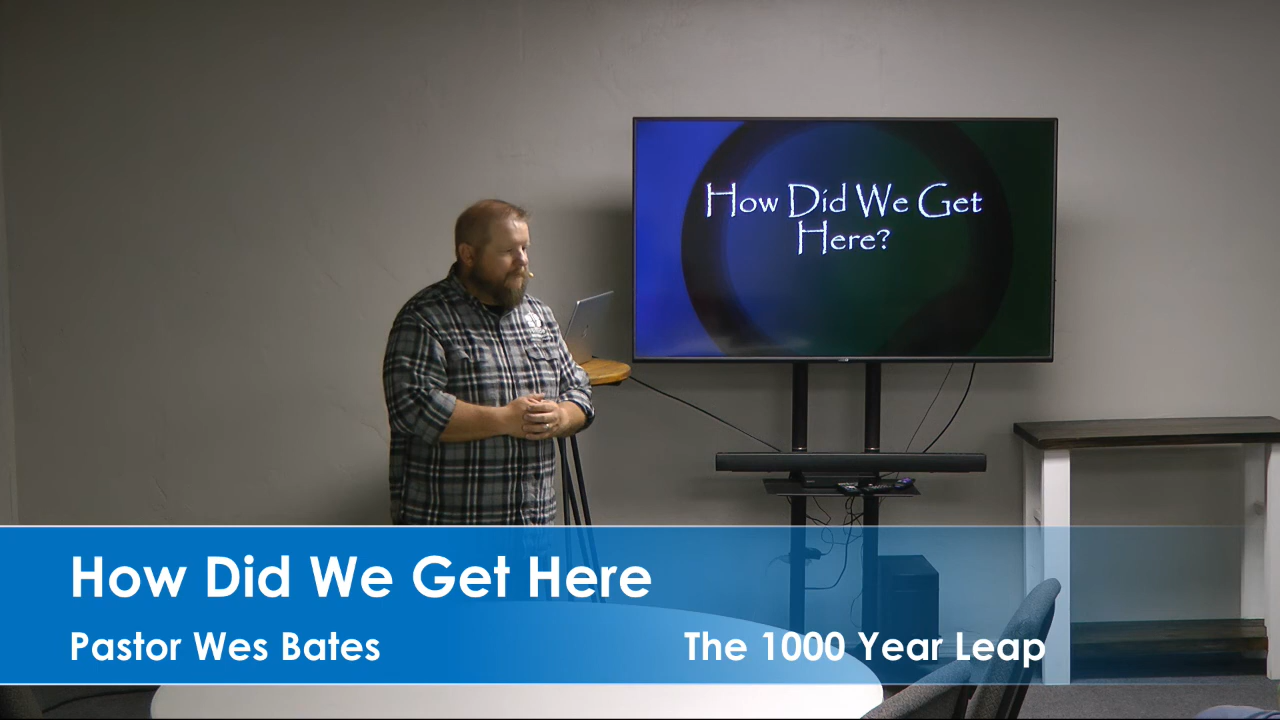 How Did We Get
Here?
How Did We Get Here
Pastor Wes Bates
The 1000 Year Leap